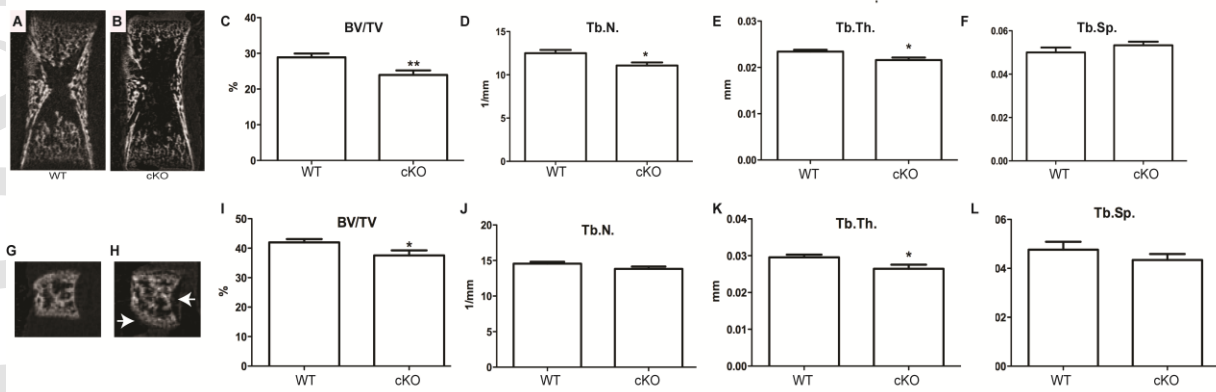 A
B
WT
cKO
C
BV/TV
%
40
30
20
10
0
**
WT
cKO
D
Tb.N.
1/mm
15
10
5
0
*
WT
cKO
E
Tb.Th.
mm
0.03
0.02
0.01
0.00
*
WT
cKO
F
Tb.Sp.
0.06
0.04
0.02
0.00
WT
cKO
G
H
I
BV/TV
%
50
40
30
20
10
0
*
WT
cKO
J
Tb.N.
1/mm
20
15
10
5
0
WT
cKO
K
Tb.Th.
mm
0.04
0.03
0.02
0.01
0.00
*
WT
cKO
L
Tb.Sp.
06
04
02
00
WT
cKO